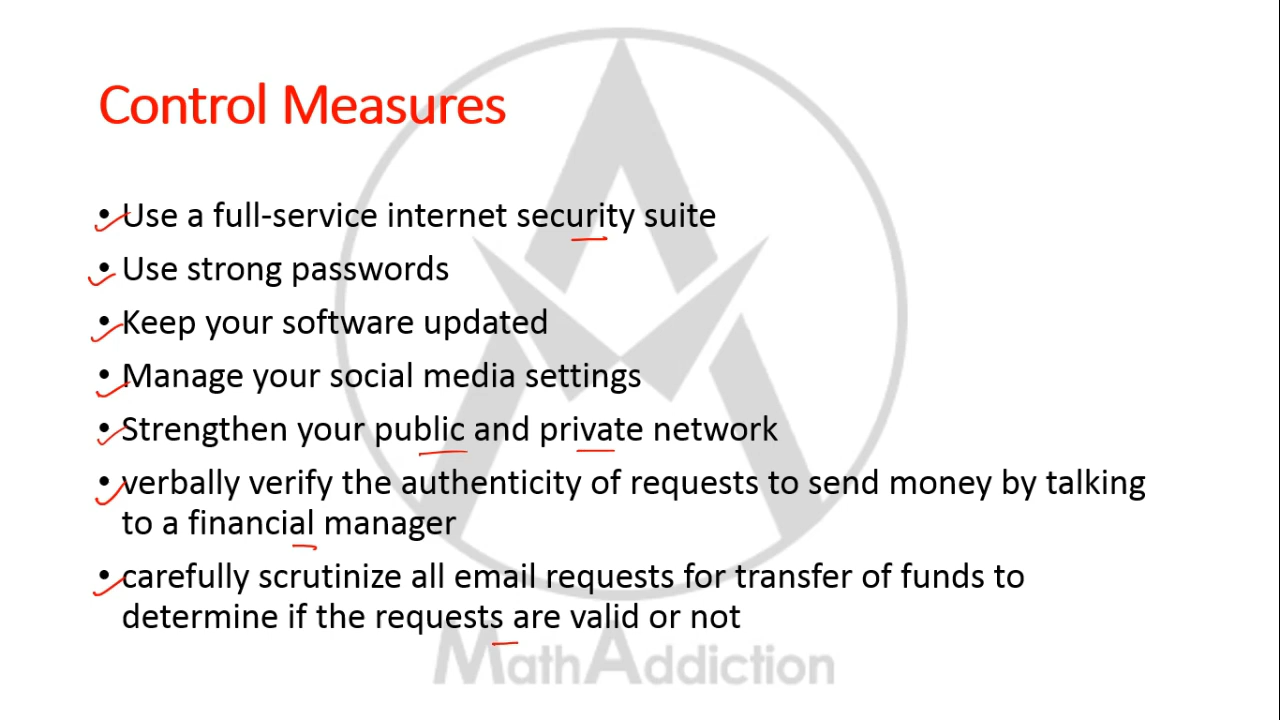 Control Measures
• Use a full-service internet security suite
• Use strong passwords
• Keep your software updated
• Manage your social media settings
• Strengthen your public and private network
• verbally verify the authenticity of requests to send money by talking
to a financial manager
• carefully scrutinize all email requests for transfer of funds to
determine if the requests are valid or not
MathAddiction